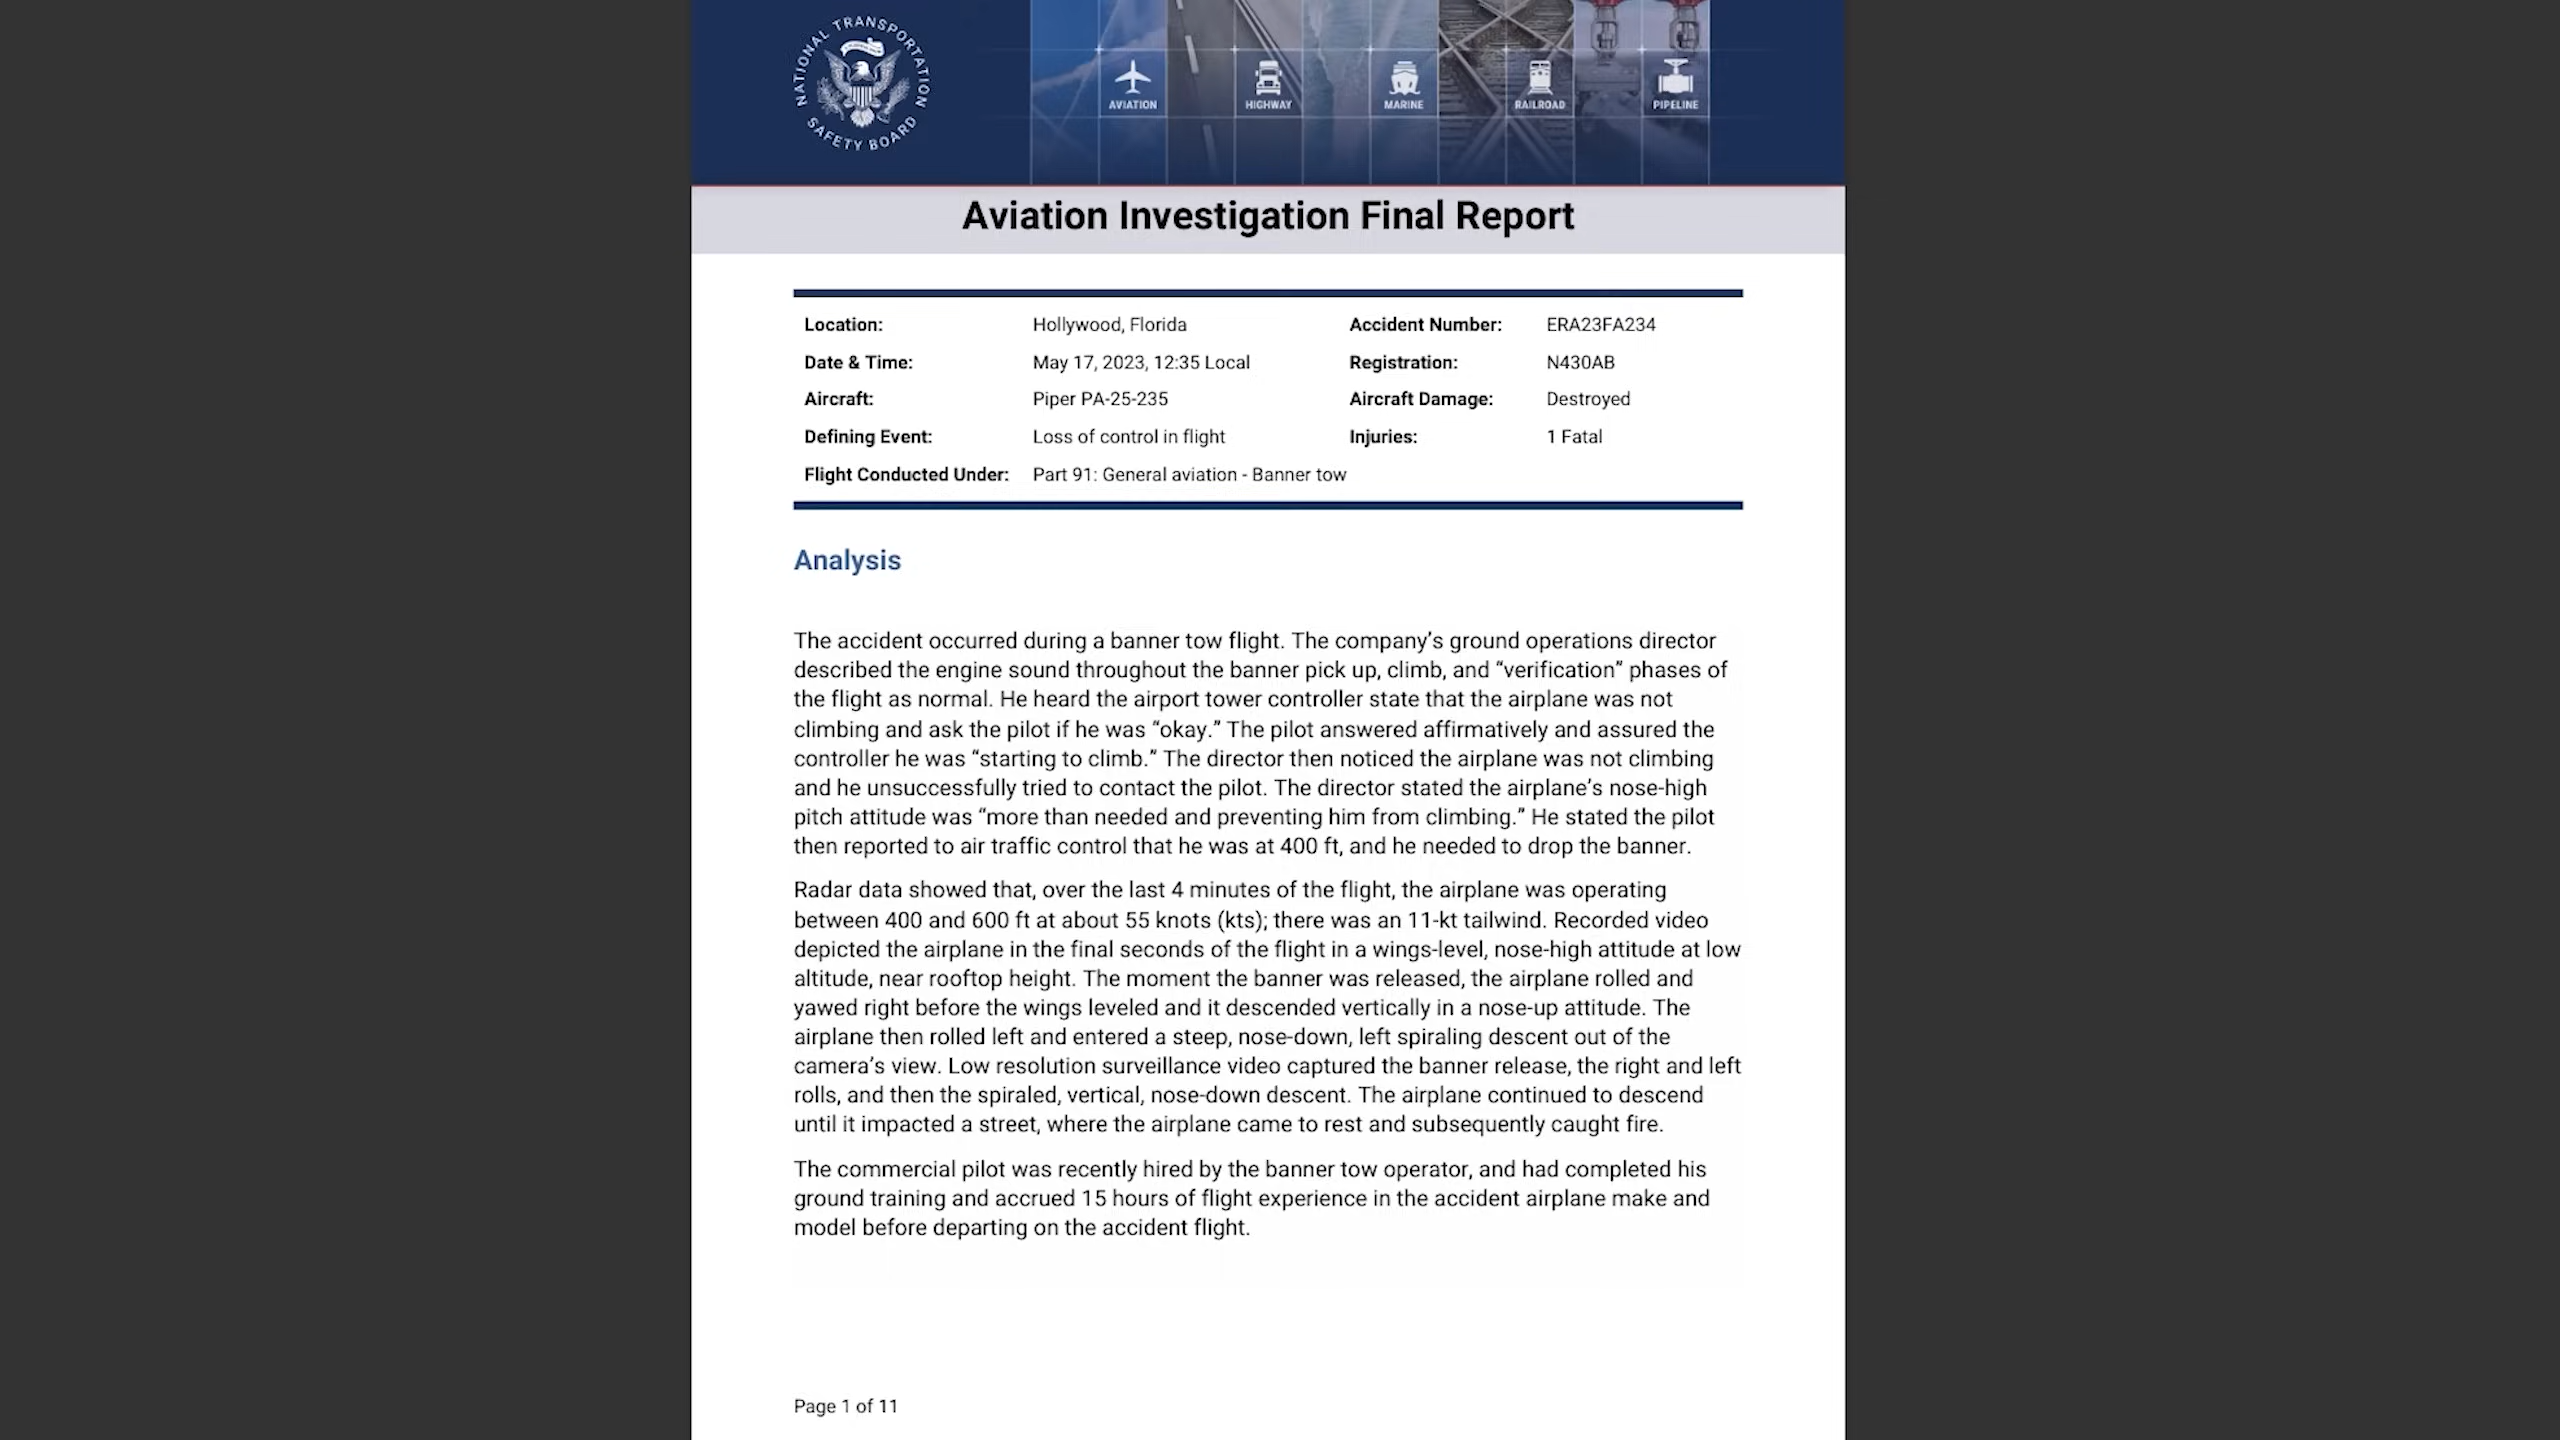 NATIONAL TRANSPORTATION
SAFETY BOARD
AVIATION
HIGHWAY
MARINE
RAILROAD
PIPELINE
Aviation Investigation Final Report
Location: Hollywood, Florida Accident Number: ERA23FA234
Date & Time: May 17, 2023, 12:35 Local Registration: N430AB
Aircraft: Piper PA-25-235 Aircraft Damage: Destroyed
Defining Event: Loss of control in flight Injuries: 1 Fatal
Flight Conducted Under: Part 91: General aviation - Banner tow
Analysis
The accident occurred during a banner tow flight. The company’s ground operations director
described the engine sound throughout the banner pick up, climb, and “verification” phases of
the flight as normal. He heard the airport tower controller state that the airplane was not
climbing and ask the pilot if he was “okay.” The pilot answered affirmatively and assured the
controller he was “starting to climb.” The director then noticed the airplane was not climbing
and he unsuccessfully tried to contact the pilot. The director stated the airplane’s nose-high
pitch attitude was “more than needed and preventing him from climbing.” He stated the pilot
then reported to air traffic control that he was at 400 ft, and he needed to drop the banner.
Radar data showed that, over the last 4 minutes of the flight, the airplane was operating
between 400 and 600 ft at about 55 knots (kts); there was an 11-kt tailwind. Recorded video
depicted the airplane in the final seconds of the flight in a wings-level, nose-high attitude at low
altitude, near rooftop height. The moment the banner was released, the airplane rolled and
yawed right before the wings leveled and it descended vertically in a nose-up attitude. The
airplane then rolled left and entered a steep, nose-down, left spiraling descent out of the
camera’s view. Low resolution surveillance video captured the banner release, the right and left
rolls, and then the spiraled, vertical, nose-down descent. The airplane continued to descend
until it impacted a street, where the airplane came to rest and subsequently caught fire.
The commercial pilot was recently hired by the banner tow operator, and had completed his
ground training and accrued 15 hours of flight experience in the accident airplane make and
model before departing on the accident flight.
Page 1 of 11